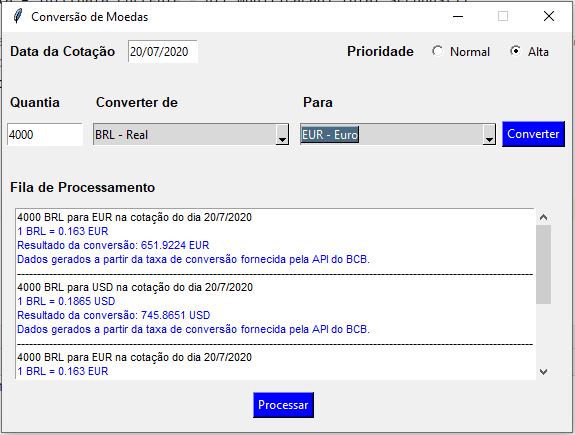 Conversão de Moedas
Data da Cotação 20/07/2020 Prioridade Normal Alta
Quantia Converter de Para
4000 BRL - Real EUR - Euro Converter
Fila de Processamento
4000 BRL para EUR na cotação do dia 20/7/2020
1 BRL = 0.163 EUR
Resultado da conversão: 651.9224 EUR
Dados gerados a partir da taxa de conversão fornecida pela API do BCB.
4000 BRL para USD na cotação do dia 20/7/2020
1 BRL = 0.1865 USD
Resultado da conversão: 745.8651 USD
Dados gerados a partir da taxa de conversão fornecida pela API do BCB.
4000 BRL para EUR na cotação do dia 20/7/2020
1 BRL = 0.163 EUR
Processar